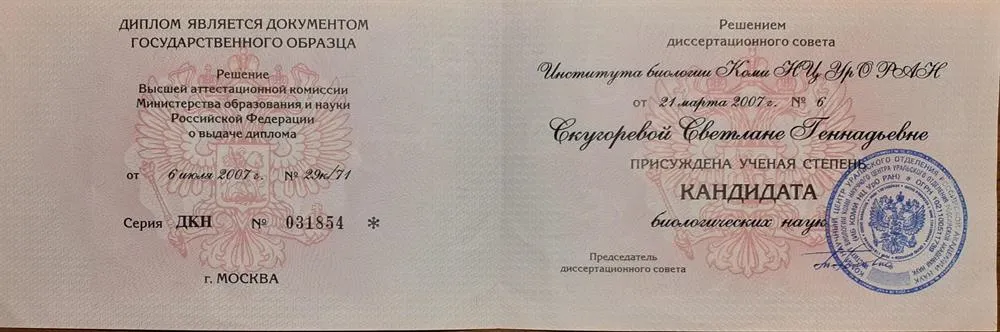 ДИПЛОМ ЯВЛЯЕТСЯ ДОКУМЕНТОМ
ГОСУДАРСТВЕННОГО ОБРАЗЦА
Решение
Высшей аттестационной комиссии
Министерства образования и науки
Российской Федерации
о выдаче диплома
от 6 июля 2007 г. № 29к/71
Серия ДКН № 031854 *
г. МОСКВА
Решением
диссертационного совета
Института биологии Коми НЦ УрО РАН
от 21 марта 2007 г. № 6
Скугоревой Светлане Геннадьевне
ПРИСУЖДЕНА УЧЕНАЯ СТЕПЕНЬ
КАНДИДАТА
биологических наук
Председатель
диссертационного совета